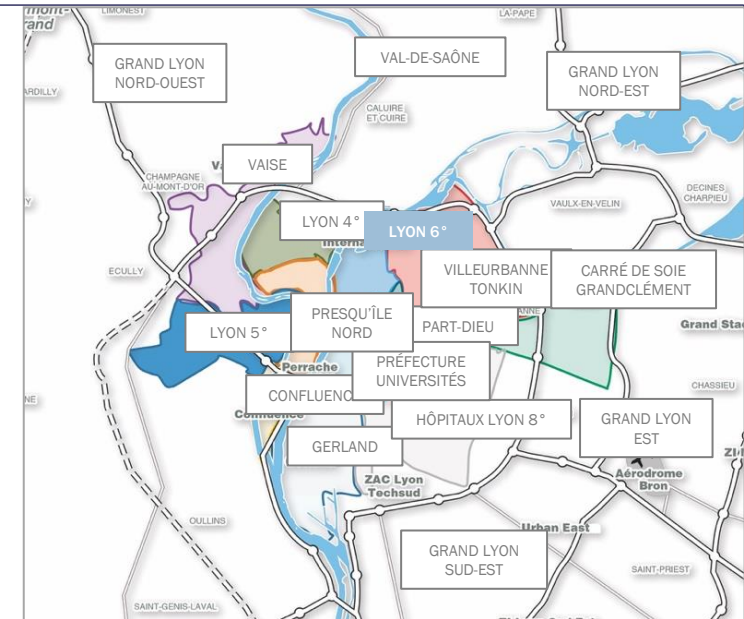 LIMONEST
LA-PAPE
GRAND LYON
NORD-OUEST
VAL-DE-SAÔNE
GRAND LYON
NORD-EST
CALUIRE
ET CUIRE
VAISE
CHAMPAGNE
AU-MONT-D'OR
DECINES
CHARPIEU
VAULX-EN-VELIN
LYON 4°
LYON 6°
ECULLY
VILLEURBANNE
TONKIN
CARRÉ DE SOIE
GRANDCLÉMENT
PRESQU'ÎLE
NORD
LYON 5°
PART-DIEU
Grand Stad
PRÉFECTURE
UNIVERSITÉS
Perrache
CHASSIEU
CONFLUENC
HÔPITAUX LYON 8°
GRAND LYON
EST
GERLAND
ZAC Lyon
Techsud
Aérodrome
Bron
OULLINS
Urban East
GRAND LYON
SUD-EST
SAINT-PRIEST
SAINT-GENIS-LAVAL